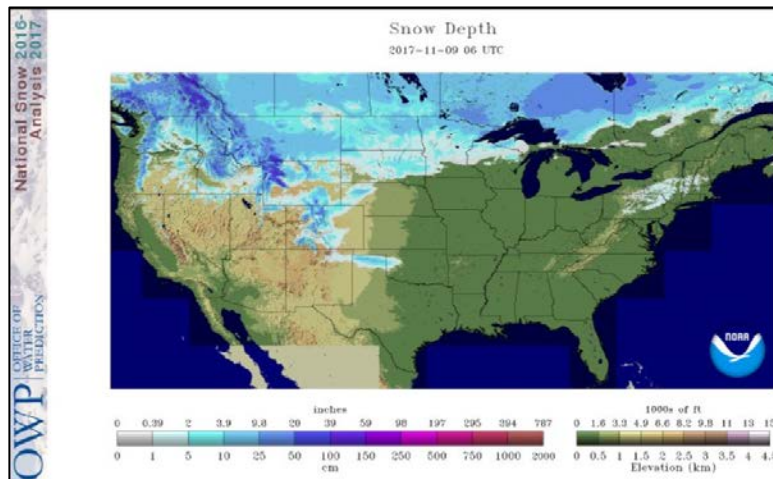 National Snow 2016-
Analysis 2017
OWP
OFFICE OF
WATER
PREDICTION
Snow Depth
2017-11-09 06 UTC
NOAA
inches
0 0.39 2 3.9 9.8 20 39 59 98 197 295 394 787
0 1 5 10 25 50 100 150 250 500 750 1000 2000
cm
1000s of ft
0 1.6 3.3 4.9 6.6 8.2 9.8 11 13 15
0 0.5 1 1.5 2 2.5 3 3.5 4 4.5
Elevation (km)